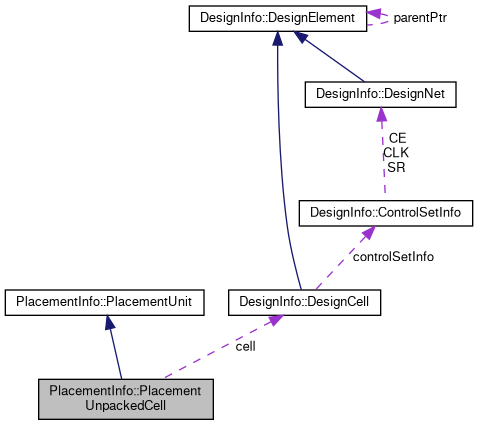 DesignInfo::DesignElement
parentPtr
DesignInfo::DesignNet
CE
CLK
SR
DesignInfo::ControlSetInfo
controlSetInfo
PlacementInfo::PlacementUnit
DesignInfo::DesignCell
cell
PlacementInfo::Placement
UnpackedCell